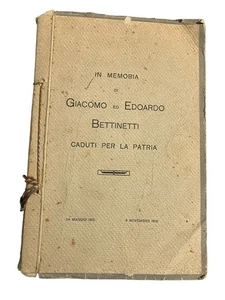 IN MEMORIA
DI
GIACOMO ED EDOARDO
BETTINETTI
CADUTI PER LA PATRIA
24 MAGGIO 1915 4 NOVEMBRE 1918